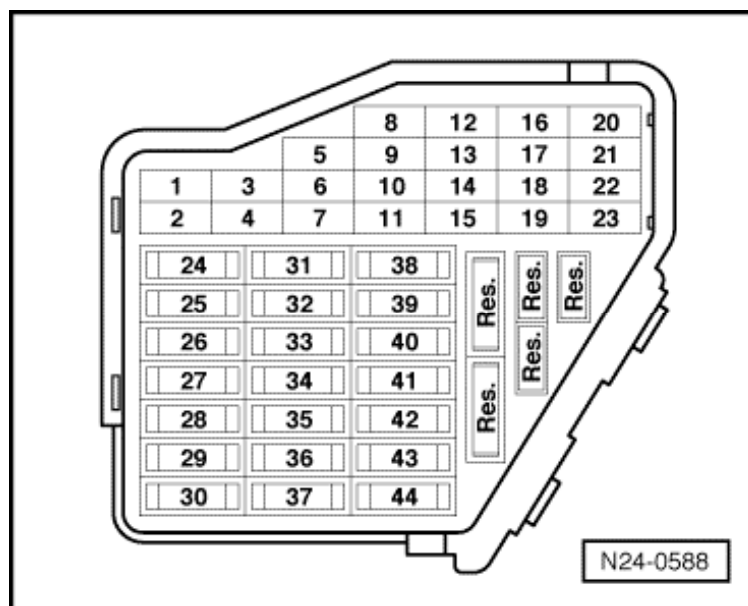 8 12 16 20
5 9 13 17 21
1 3 6 10 14 18 22
2 4 7 11 15 19 23
24 31 38
25 32 39
26 33 40
27 34 41
28 35 42
29 36 43
30 37 44
Res.
Res.
Res.
Res.
Res.
N24-0588